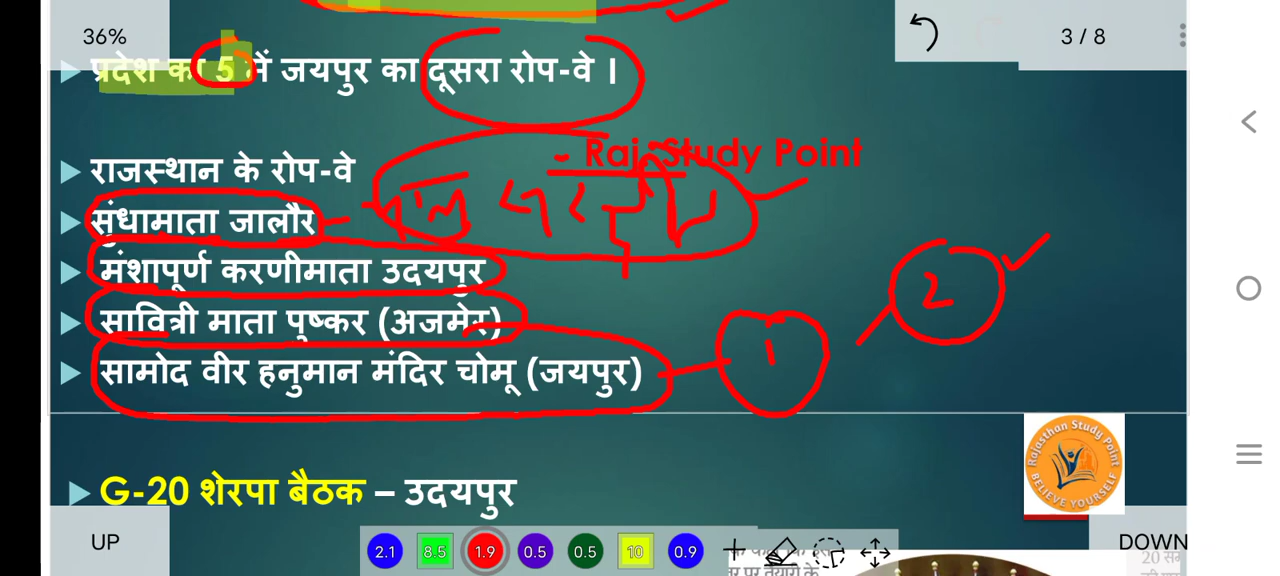 36%
3 / 8
प्रदेश का 5 में जयपुर का दूसरा रोप-वे ।
- Raj Study Point
राजस्थान के रोप-वे
सुंधामाता जालौर
मंशापूर्ण करणीमाता उदयपुर
सावित्री माता पुष्कर (अजमेर)
सामोद वीर हनुमान मंदिर चोमू (जयपुर)
1
2
Rajasthan Study Point
BELIEVE YOURSELF
G-20 शेरपा बैठक – उदयपुर
UP
DOWN
2.1 8.5 1.9 0.5 0.5 10 0.9